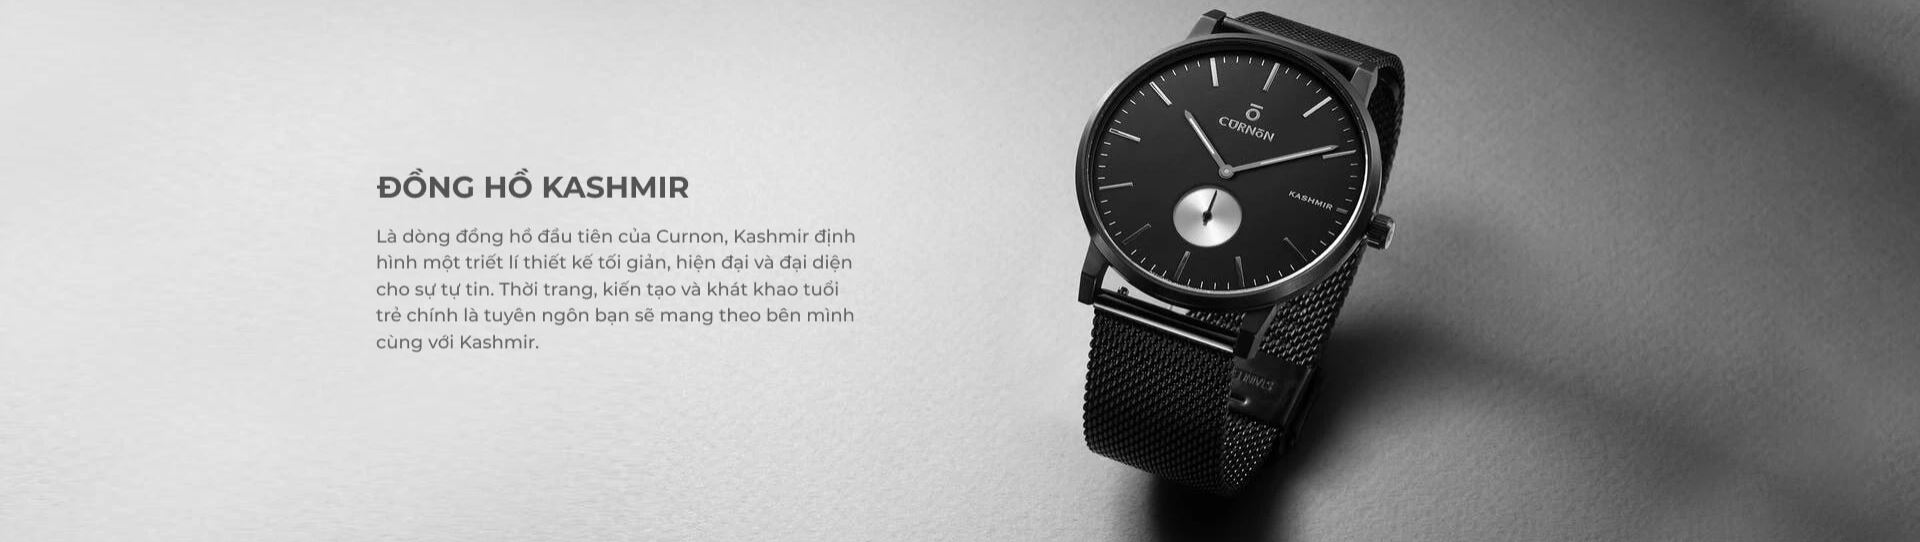 ĐỒNG HỒ KASHMIR
Là dòng đồng hồ đầu tiên của Curnon, Kashmir định
hình một triết lí thiết kế tối giản, hiện đại và đại diện
cho sự tự tin. Thời trang, kiến tạo và khát khao tuổi
trẻ chính là tuyên ngôn bạn sẽ mang theo bên mình
cùng với Kashmir.
CURNON
KASHMIR